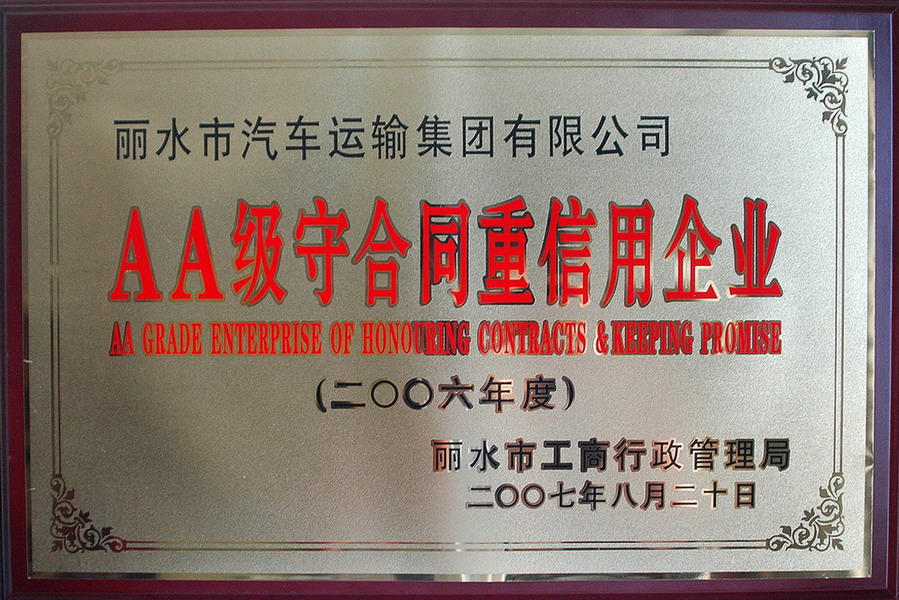 丽水市汽车运输集团有限公司
AA级守合同重信用企业
AA GRADE ENTERPRISE OF HONOURING CONTRACTS & KEEPING PROMISE
(二〇〇六年度)
丽水市工商行政管理局
二〇〇七年八月二十日